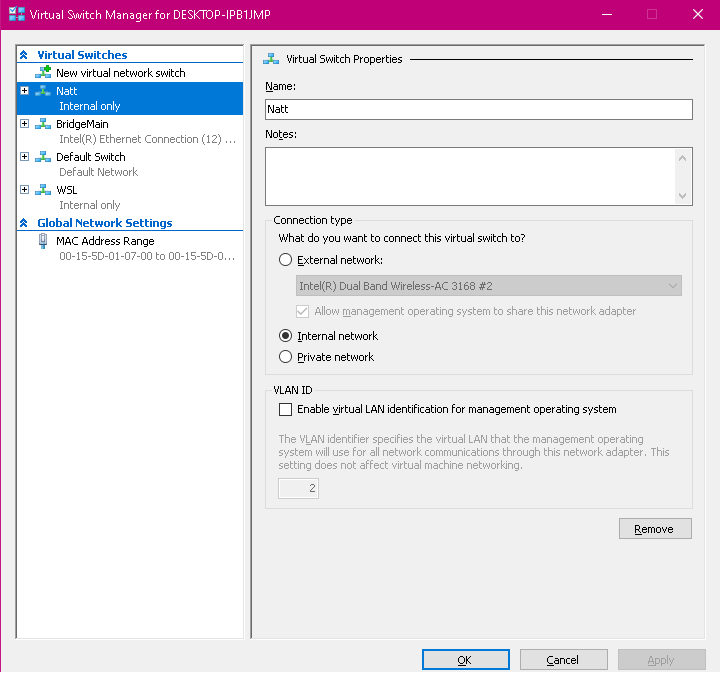 Virtual Switch Manager for DESKTOP-IPB1JMP
Virtual Switches
New virtual network switch
Natt
Internal only
BridgeMain
Intel(R) Ethernet Connection (12) ...
Default Switch
Default Network
WSL
Internal only
Global Network Settings
MAC Address Range
00-15-5D-01-07-00 to 00-15-5D-0...
Virtual Switch Properties
Name:
Natt
Notes:
Connection type
What do you want to connect this virtual switch to?
External network:
Intel(R) Dual Band Wireless-AC 3168 #2
Allow management operating system to share this network adapter
Internal network
Private network
VLAN ID
Enable virtual LAN identification for management operating system
The VLAN identifier specifies the virtual LAN that the management operating
system will use for all network communications through this network adapter. This
setting does not affect virtual machine networking.
2
Remove
OK
Cancel
Apply